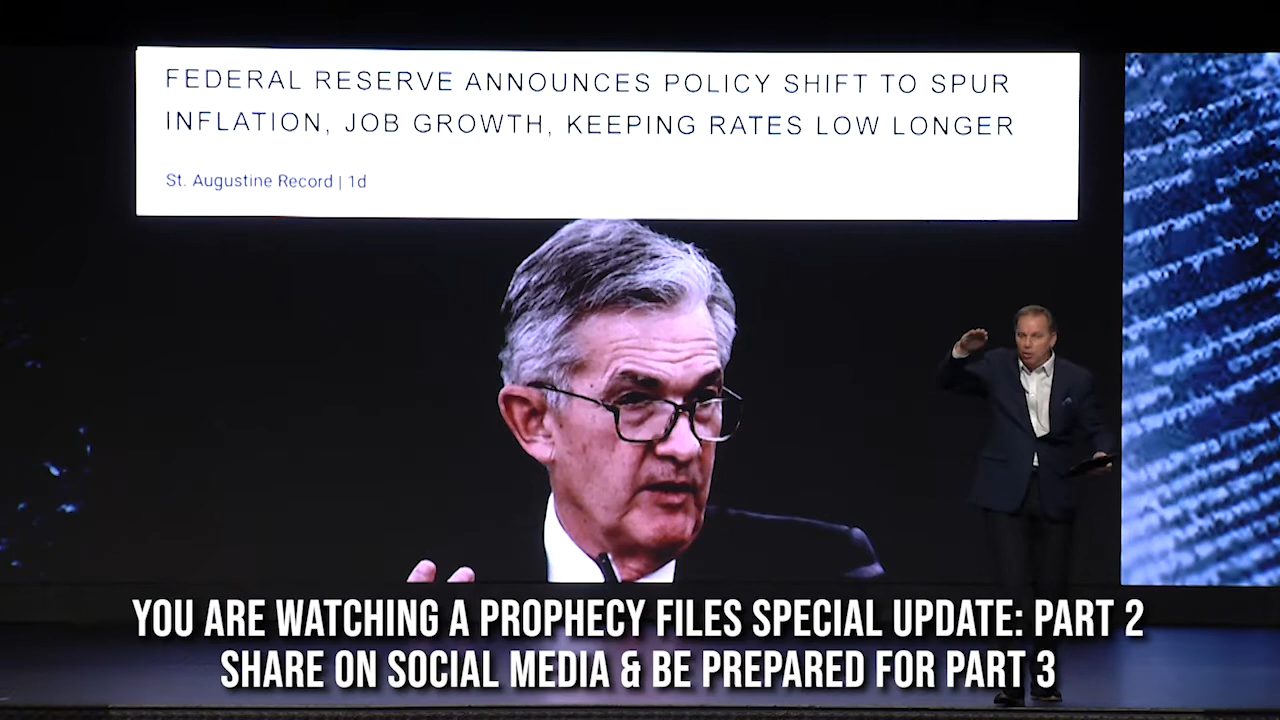 FEDERAL RESERVE ANNOUNCES POLICY SHIFT TO SPUR
INFLATION, JOB GROWTH, KEEPING RATES LOW LONGER
St. Augustine Record | 1d
YOU ARE WATCHING A PROPHECY FILES SPECIAL UPDATE: PART 2
SHARE ON SOCIAL MEDIA & BE PREPARED FOR PART 3